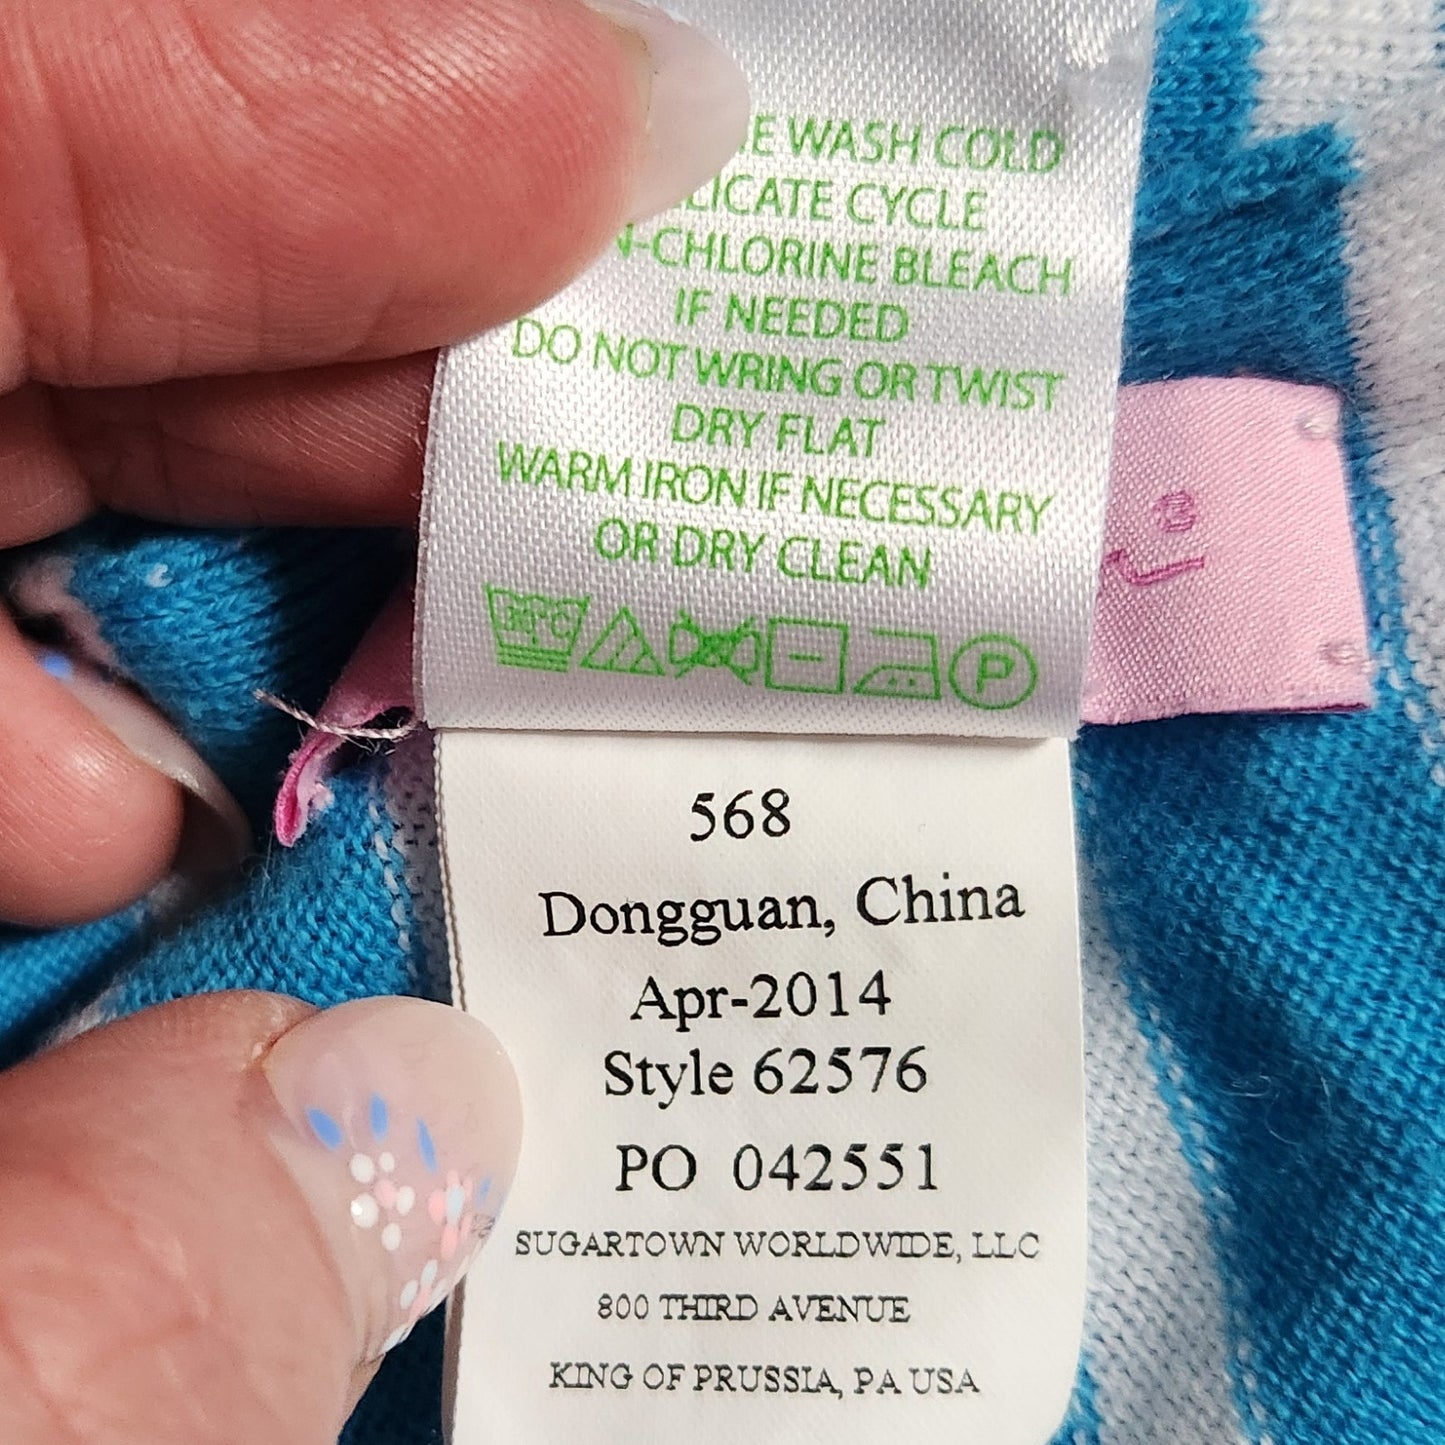 WASH COLD
CYCLE
CHLORINE BLEACH
IF NEEDED
DO NOT WRING OR TWIST
DRY FLAT
WARM IRON IF NECESSARY
OR DRY CLEAN
30°C
P
568
Dongguan, China
Apr-2014
Style 62576
PO 042551
SUGARTOWN WORLDWIDE, LLC
800 THIRD AVENUE
KING OF PRUSSIA, PA USA